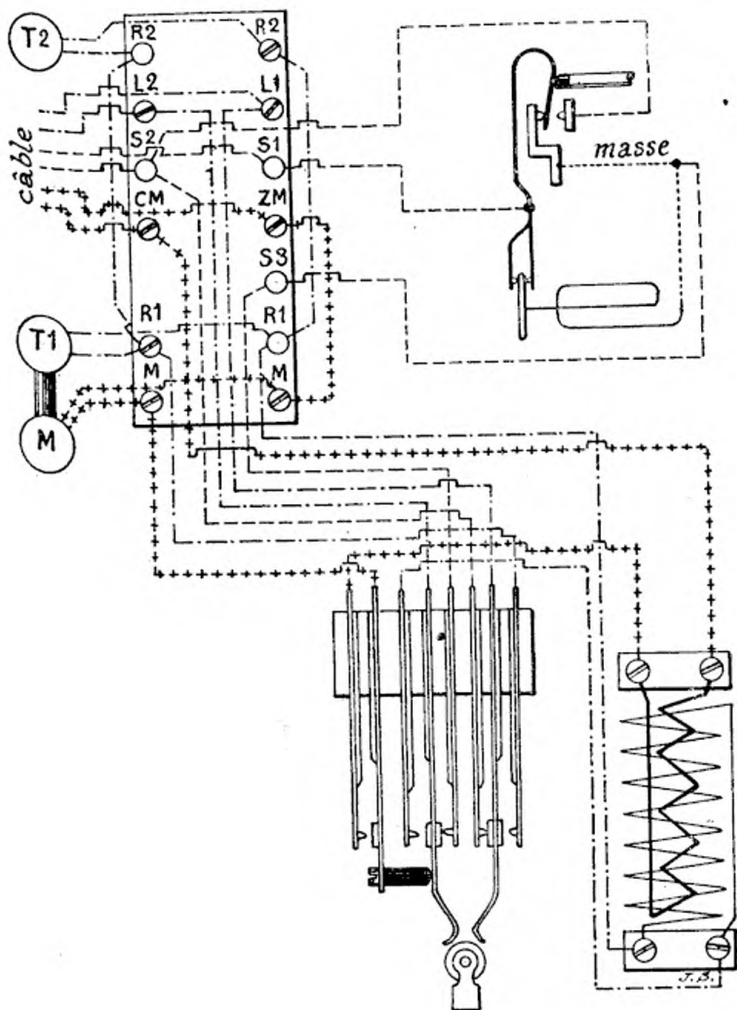 T2
R2 R2
L2 L1
S2 S1
câble
CM ZM
S3
R1 R1
T1
M M
M
masse
J.B.